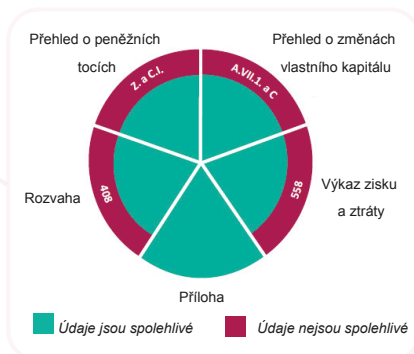 Přehled o peněžních
tocích
Přehled o změnách
vlastního kapitálu
Z. a C.I.
A.VII.1. a C
Rozvaha
408
558
Výkaz zisku
a ztráty
Příloha
Údaje jsou spolehlivé
Údaje nejsou spolehlivé